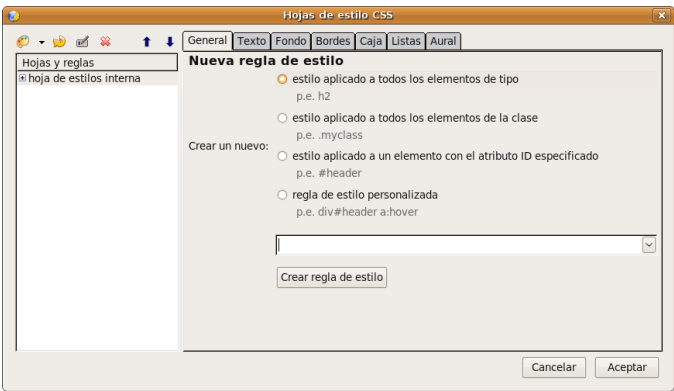 Hojas de estilo CSS
General Texto Fondo Bordes Caja Listas Aural
Hojas y reglas
hoja de estilos interna
Nueva regla de estilo
Crear un nuevo:
estilo aplicado a todos los elementos de tipo
p.e. h2
estilo aplicado a todos los elementos de la clase
p.e. .myclass
estilo aplicado a un elemento con el atributo ID especificado
p.e. #header
regla de estilo personalizada
p.e. div#header a:hover
Crear regla de estilo
Cancelar Aceptar